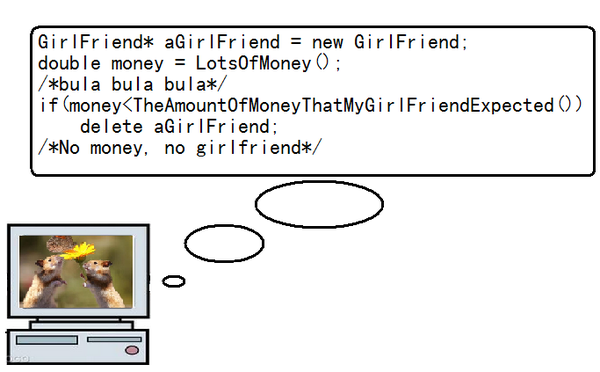 GirlFriend* aGirlFriend = new GirlFriend;
double money = LotsOfMoney();
/*bula bula bula*/
if(money<TheAmountOfMoneyThatMyGirlFriendExpected())
    delete aGirlFriend;
/*No money, no girlfriend*/